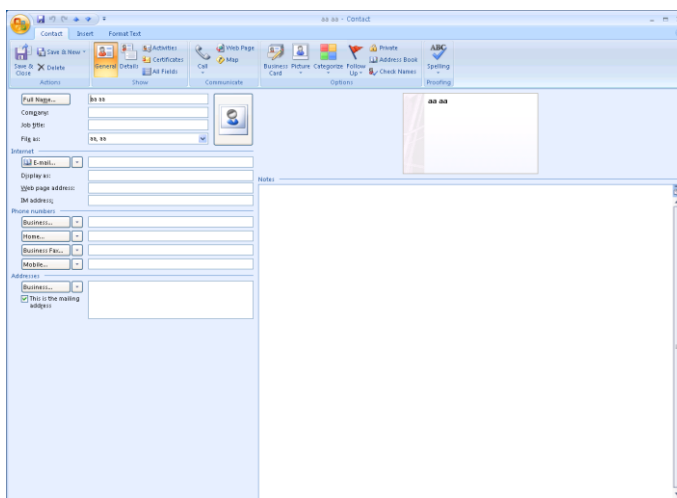 aa aa - Contact
Contact Insert Format Text
Save & Close
Save & New
Delete
Actions
General
Details
Activities
Certificates
All Fields
Show
Call
Web Page
Map
Communicate
Business Card
Picture
Categorize
Follow Up
Private
Address Book
Check Names
Options
ABC
Spelling
Proofing
Full Name... aa aa
Company:
Job title:
File as: aa, aa
aa aa
Internet
E-mail...
Display as:
Web page address:
IM address:
Phone numbers
Business...
Home...
Business Fax...
Mobile...
Addresses
Business...
This is the mailing address
Notes